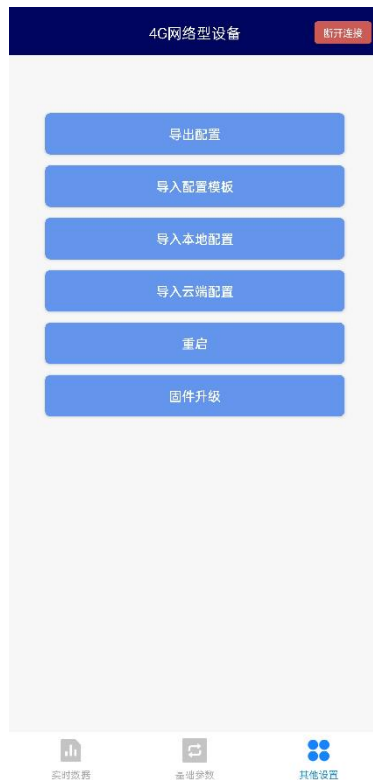 4G网络型设备
断开连接
导出配置
导入配置模板
导入本地配置
导入云端配置
重启
固件升级
实时数据
基础参数
其他设置